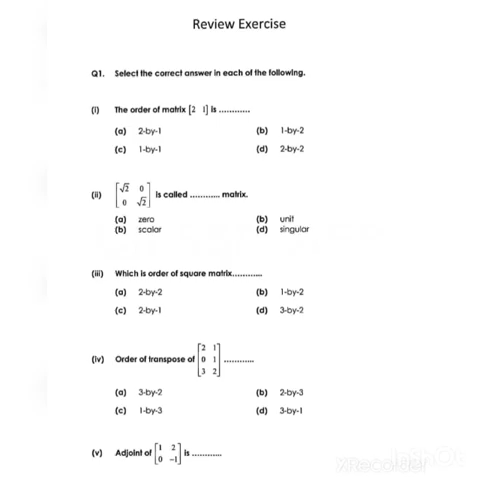 Review Exercise
Q1. Select the correct answer in each of the following.
(i) The order of matrix [2 1] is ............
(a) 2-by-1 (b) 1-by-2
(c) 1-by-1 (d) 2-by-2
(ii) [√2 0; 0 √2] is called ............ matrix.
(a) zero (b) unit
(b) scalar (d) singular
(iii) Which is order of square matrix............
(a) 2-by-2 (b) 1-by-2
(c) 2-by-1 (d) 3-by-2
(iv) Order of transpose of [2 1; 0 1; 3 2] ............
(a) 3-by-2 (b) 2-by-3
(c) 1-by-3 (d) 3-by-1
(v) Adjoint of [1 2; 0 -1] is ............
XRecorder